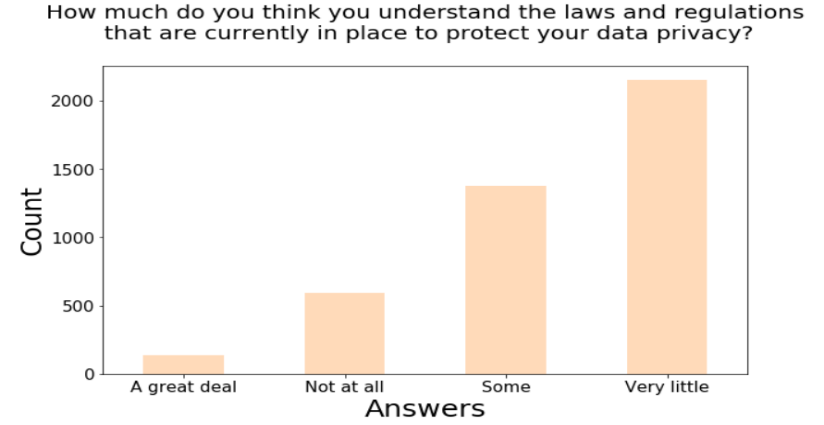 How much do you think you understand the laws and regulations
that are currently in place to protect your data privacy?
2000
1500
1000
500
0
Count
A great deal Not at all Some Very little
Answers